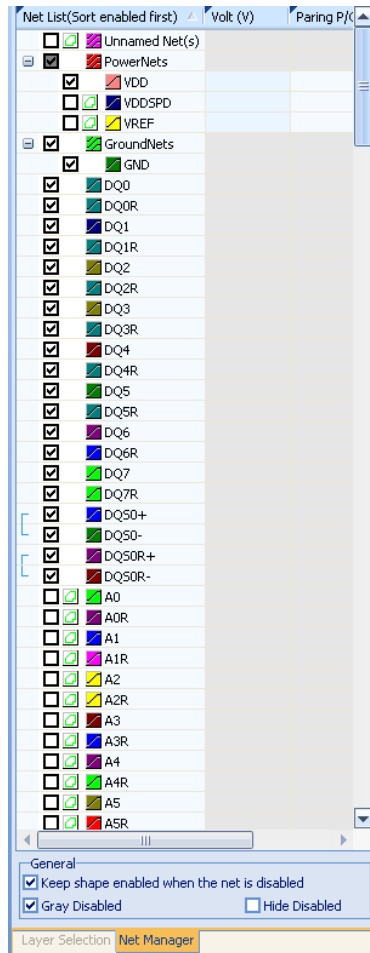 Net List(Sort enabled first) Volt (V) Paring P/
Unnamed Net(s)
PowerNets
VDD
VDDSPD
VREF
GroundNets
GND
DQ0
DQ0R
DQ1
DQ1R
DQ2
DQ2R
DQ3
DQ3R
DQ4
DQ4R
DQ5
DQ5R
DQ6
DQ6R
DQ7
DQ7R
DQS0+
DQS0-
DQS0R+
DQS0R-
A0
A0R
A1
A1R
A2
A2R
A3
A3R
A4
A4R
A5
A5R
General
Keep shape enabled when the net is disabled
Gray Disabled Hide Disabled
Layer Selection Net Manager